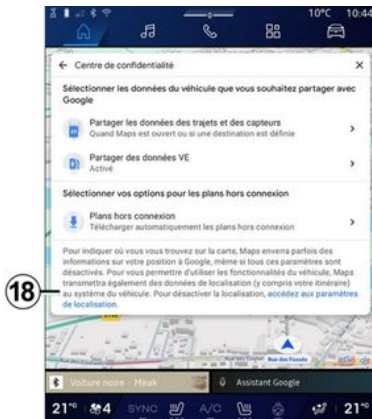 10°C 10:44
Centre de confidentialité
Sélectionner les données du véhicule que vous souhaitez partager avec
Google
Partager les données des trajets et des capteurs
Quand Maps est ouvert ou si une destination est définie
Partager des données VE
Activé
Sélectionner vos options pour les plans hors connexion
Plans hors connexion
Télécharger automatiquement les plans hors connexion
Pour indiquer où vous vous trouvez sur la carte, Maps enverra parfois des
informations sur votre position à Google, même si tous ces paramètres sont
désactivés. Pour vous permettre d'utiliser les fonctionnalités du véhicule, Maps
transmettra également des données de localisation (y compris votre itinéraire)
18
au système du véhicule. Pour désactiver la localisation, accédez aux paramètres
de localisation.
Rue des Fossés
Voiture noire - Meak
Assistant Google
21°° 4 SYNC A/C 21°°